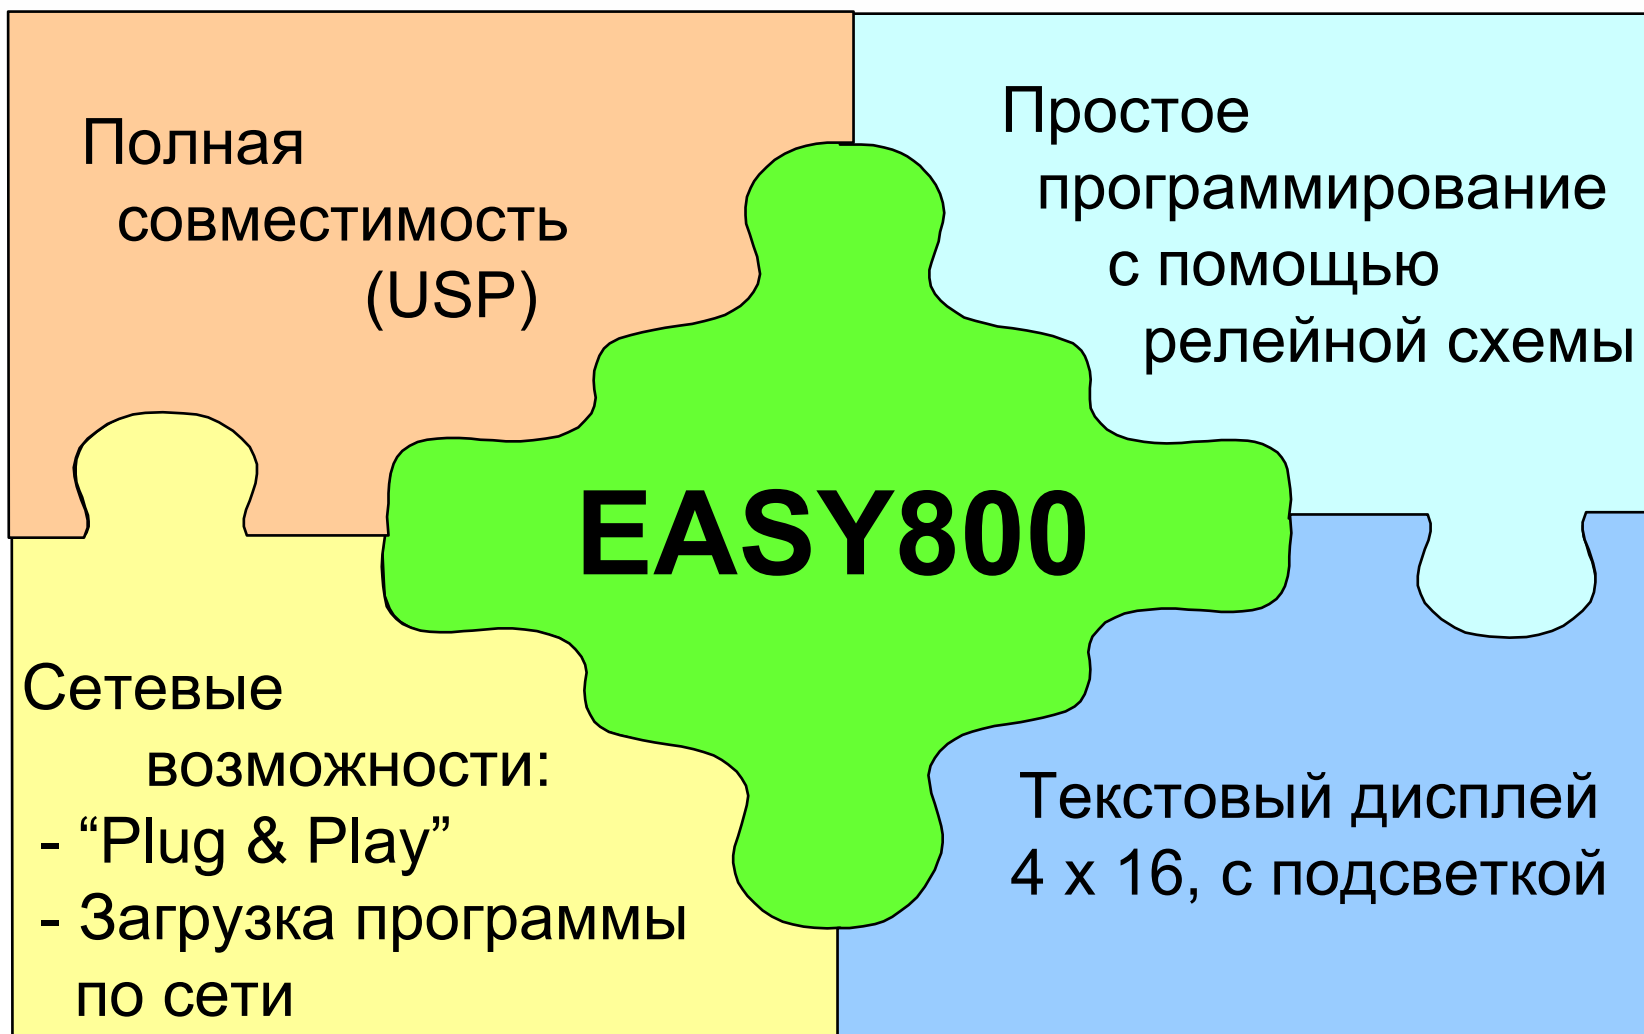 Полная
совместимость
(USP)
Простое
программирование
с помощью
релейной схемы
EASY800
Сетевые
возможности:
- “Plug & Play”
- Загрузка программы
по сети
Текстовый дисплей
4 x 16, с подсветкой